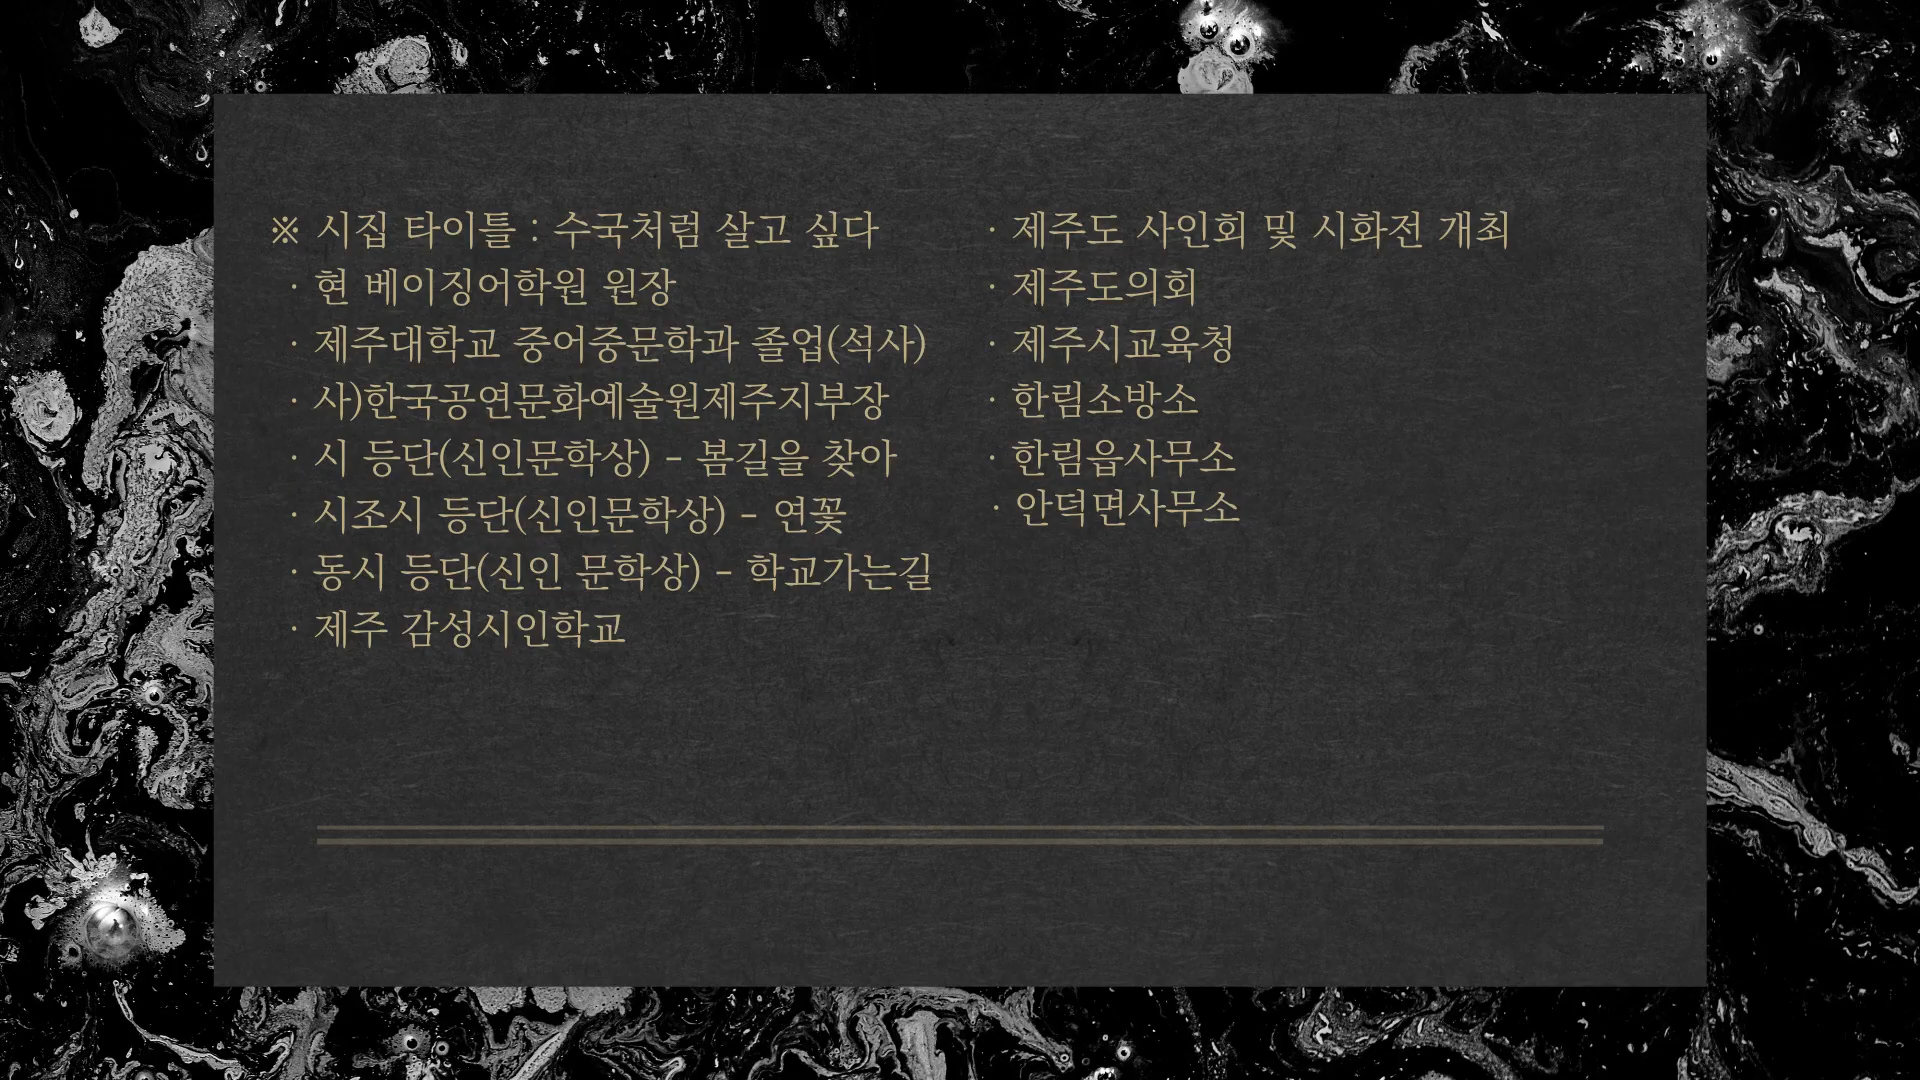 ※ 시집 타이틀 : 수국처럼 살고 싶다
· 현 베이징어학원 원장
· 제주대학교 중어중문학과 졸업(석사)
· 사)한국공연문화예술원제주지부장
· 시 등단(신인문학상) - 봄길을 찾아
· 시조시 등단(신인문학상) - 연꽃
· 동시 등단(신인 문학상) - 학교가는길
· 제주 감성시인학교
· 제주도 사인회 및 시화전 개최
· 제주도의회
· 제주시교육청
· 한림소방소
· 한림읍사무소
· 안덕면사무소